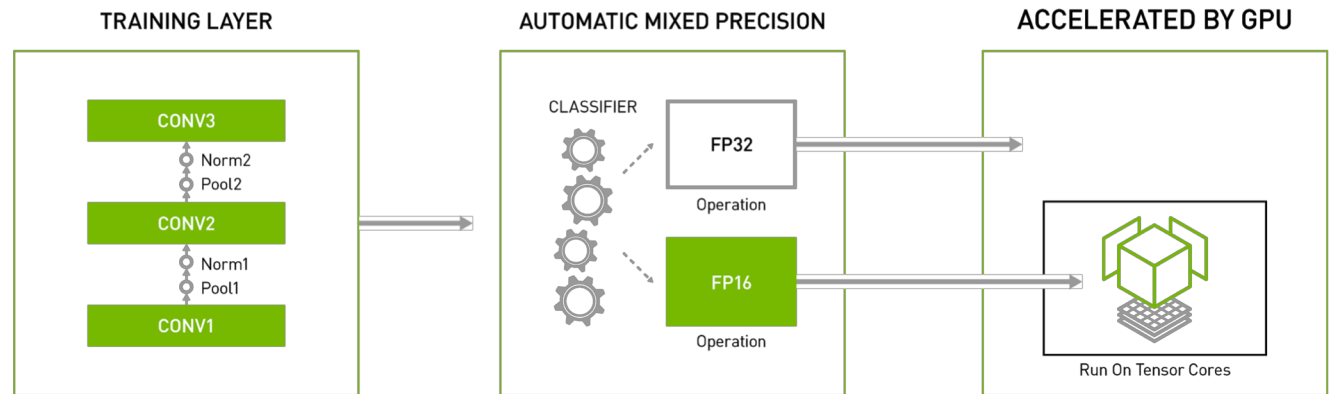 TRAINING LAYER
CONV3
Norm2
Pool2
CONV2
Norm1
Pool1
CONV1
AUTOMATIC MIXED PRECISION
CLASSIFIER
FP32
Operation
FP16
Operation
ACCELERATED BY GPU
Run On Tensor Cores